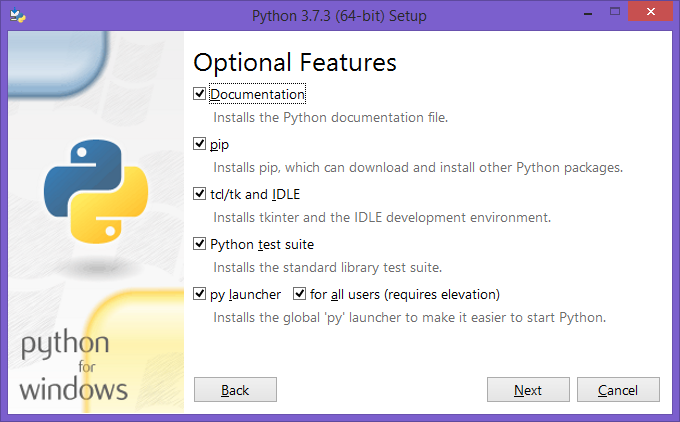 Python 3.7.3 (64-bit) Setup
Optional Features
Documentation
Installs the Python documentation file.
pip
Installs pip, which can download and install other Python packages.
tcl/tk and IDLE
Installs tkinter and the IDLE development environment.
Python test suite
Installs the standard library test suite.
py launcher for all users (requires elevation)
Installs the global 'py' launcher to make it easier to start Python.
python
for
windows
Back Next Cancel